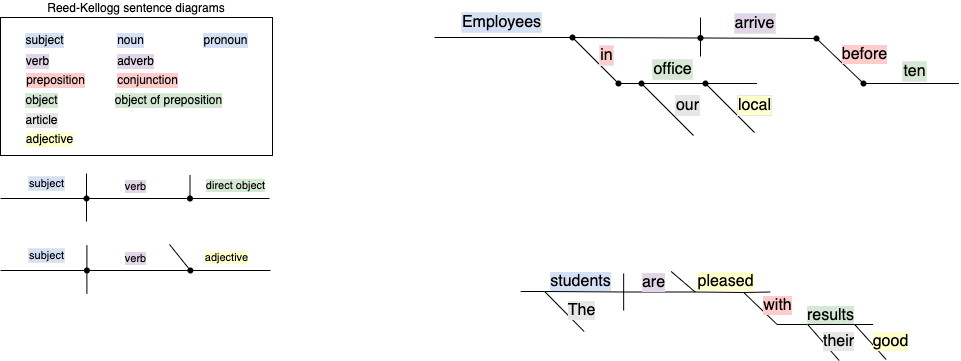 Reed-Kellogg sentence diagrams
subject noun pronoun
verb adverb
preposition conjunction
object object of preposition
article
adjective
subject verb direct object
subject verb adjective
Employees arrive
in before
office ten
our local
students are pleased
The with
results
their good